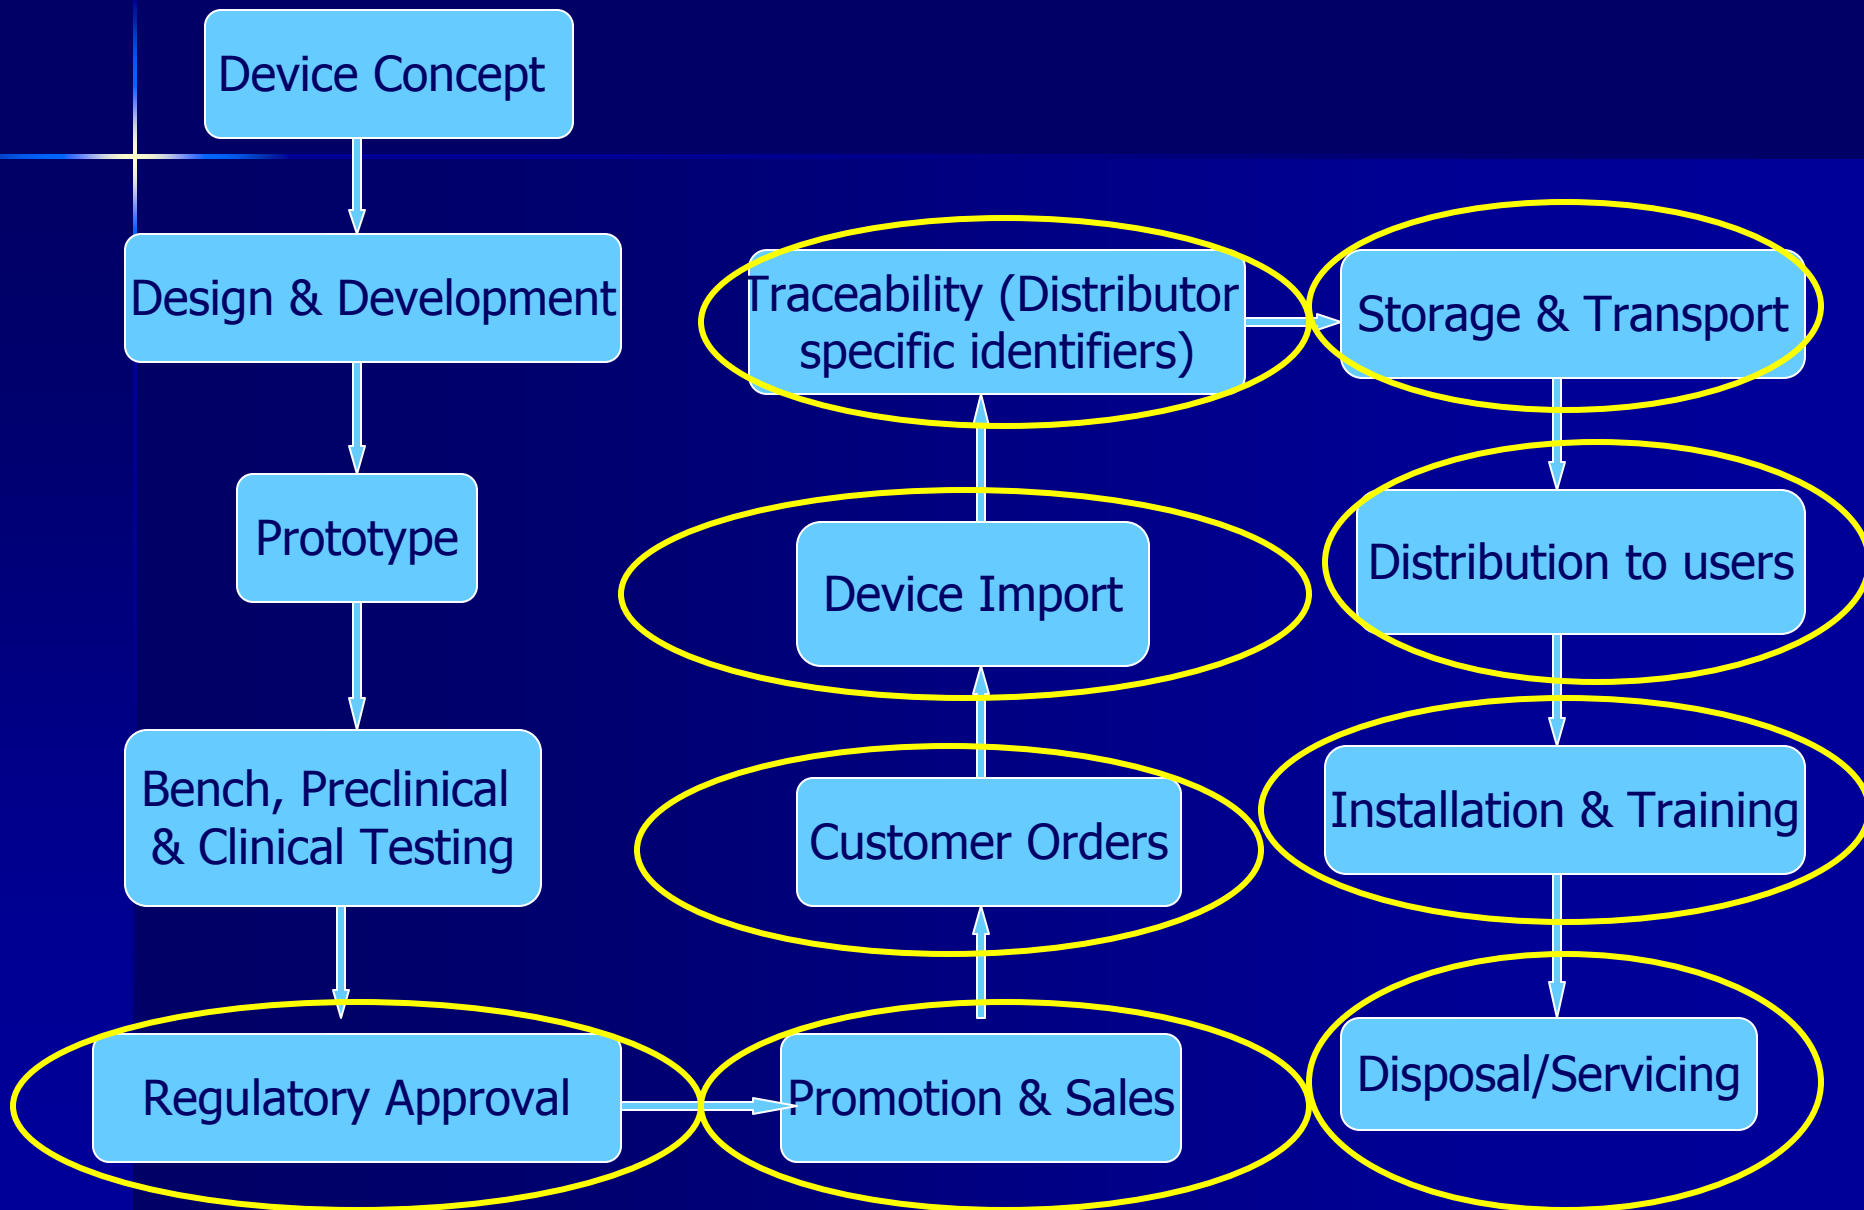 Device Concept
Design & Development
Prototype
Bench, Preclinical
& Clinical Testing
Regulatory Approval
Promotion & Sales
Customer Orders
Device Import
Traceability (Distributor
specific identifiers)
Storage & Transport
Distribution to users
Installation & Training
Disposal/Servicing